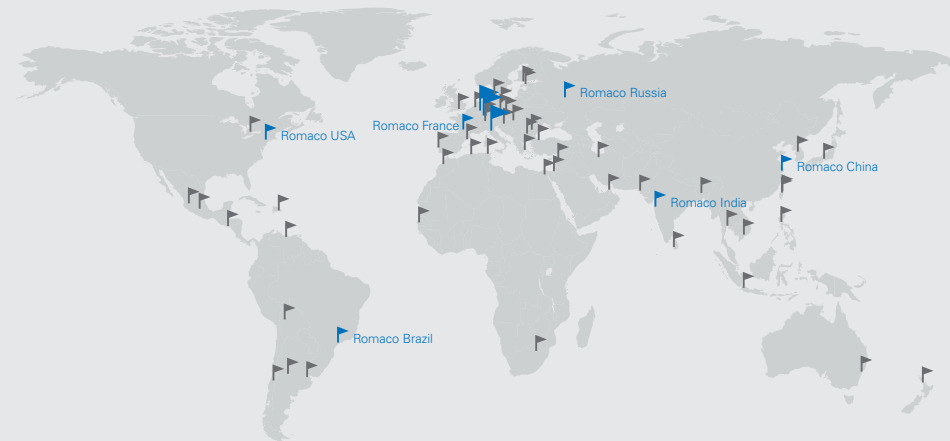 Romaco Russia
Romaco France
Romaco USA
Romaco China
Romaco India
Romaco Brazil